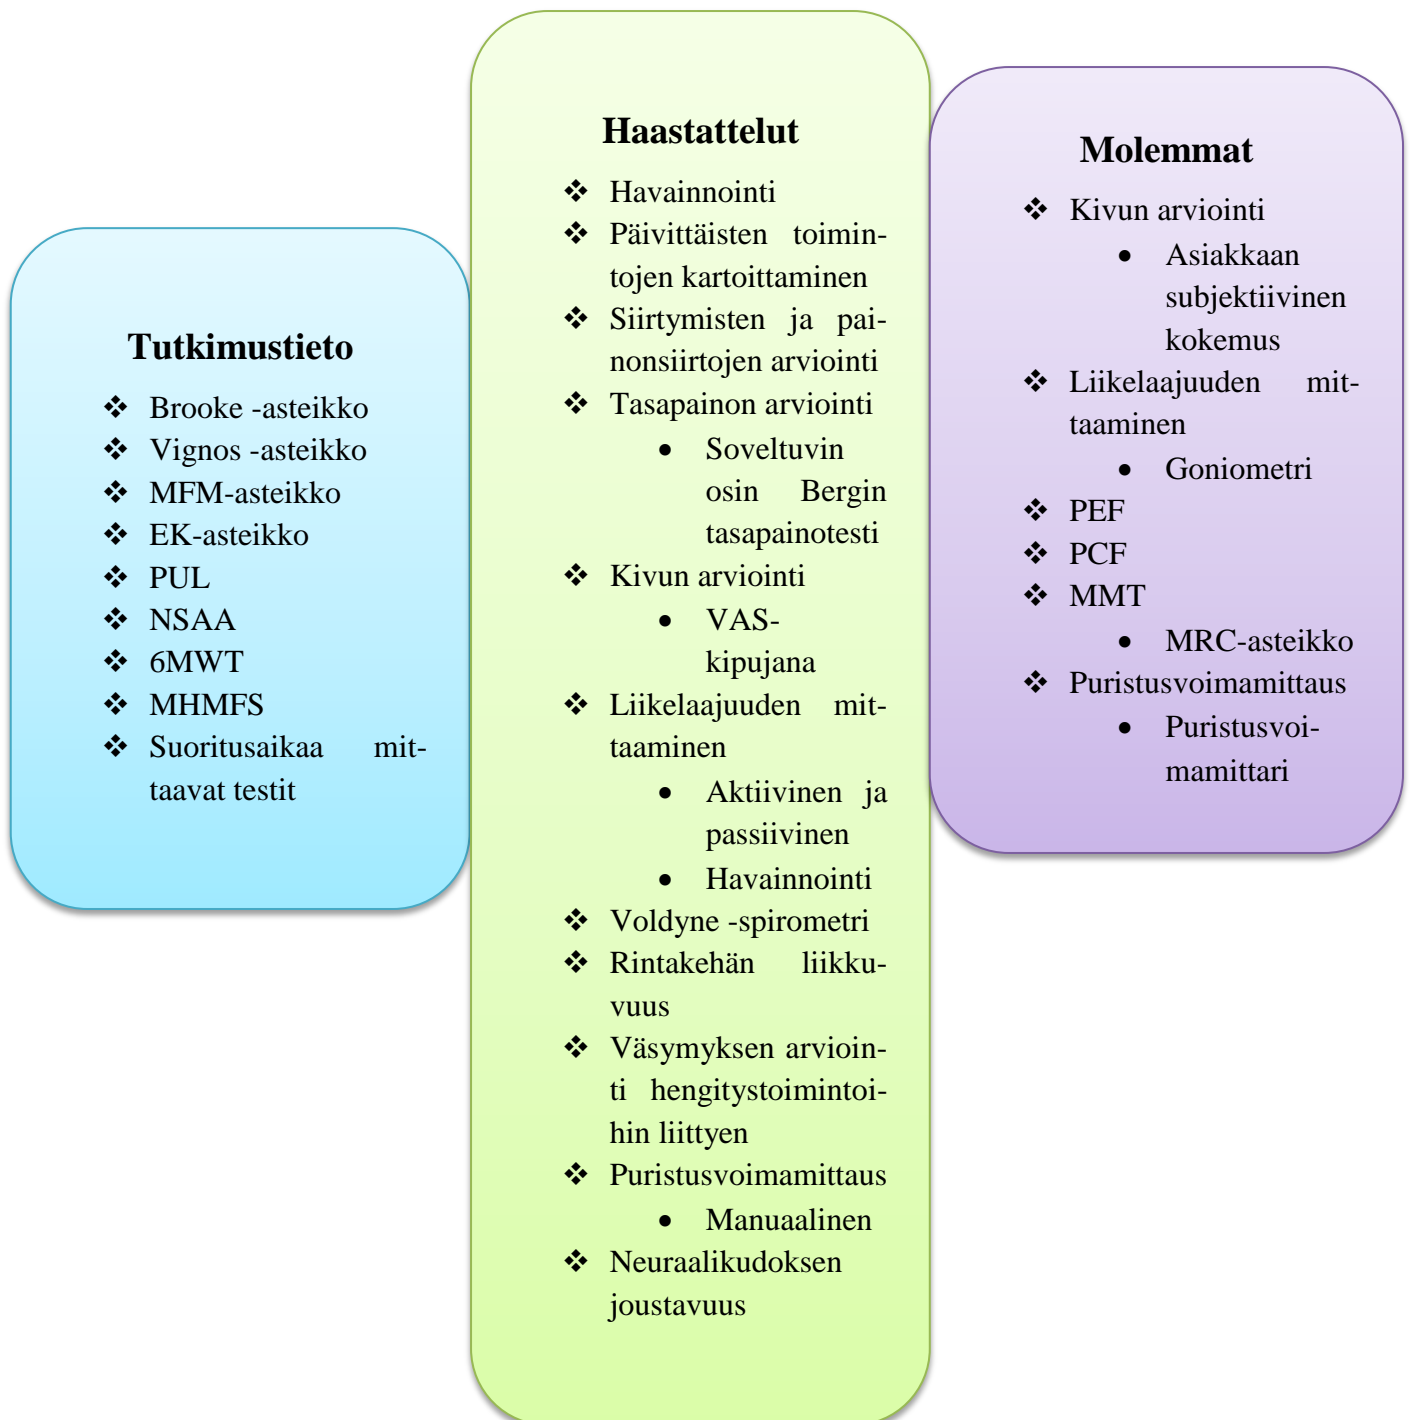 Tutkimustieto
❖ Brooke -asteikko
❖ Vignos -asteikko
❖ MFM-asteikko
❖ EK-asteikko
❖ PUL
❖ NSAA
❖ 6MWT
❖ MHMFS
❖ Suoritusaikaa mit-
taavat testit
Haastattelut
❖ Havainnointi
❖ Päivittäisten toimin-
tojen kartoittaminen
❖ Siirtymisten ja pai-
nonsiirtojen arviointi
❖ Tasapainon arviointi
• Soveltuvin
osin Bergin
tasapainotesti
❖ Kivun arviointi
• VAS-
kipujana
❖ Liikelaajuuden mit-
taaminen
• Aktiivinen ja
passiivinen
• Havainnointi
❖ Voldyne -spirometri
❖ Rintakehän liikku-
vuus
❖ Väsymyksen arvioin-
ti hengitystoimintoi-
hin liittyen
❖ Puristusvoimamittaus
• Manuaalinen
❖ Neuraalikudoksen
joustavuus
Molemmat
❖ Kivun arviointi
• Asiakkaan
subjektiivinen
kokemus
❖ Liikelaajuuden mit-
taaminen
• Goniometri
❖ PEF
❖ PCF
❖ MMT
• MRC-asteikko
❖ Puristusvoimamittaus
• Puristusvoi-
mamittari